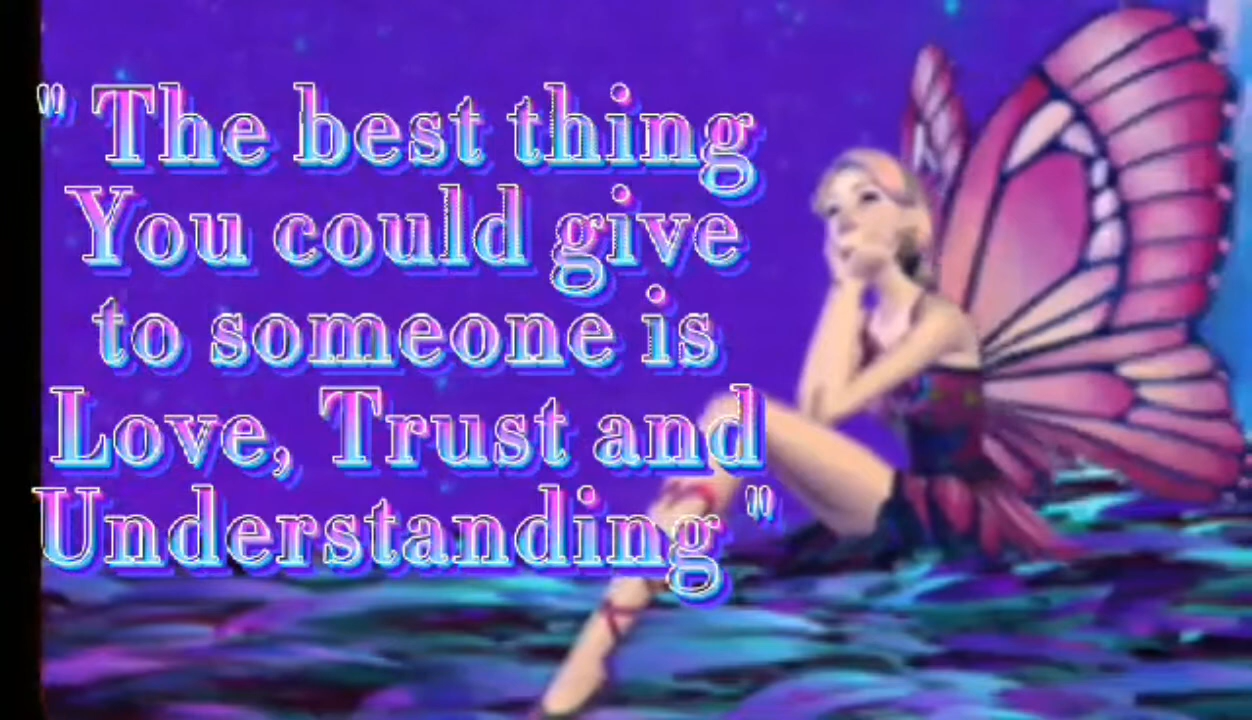 " The best thing
You could give
to someone is
Love, Trust and
Understanding "